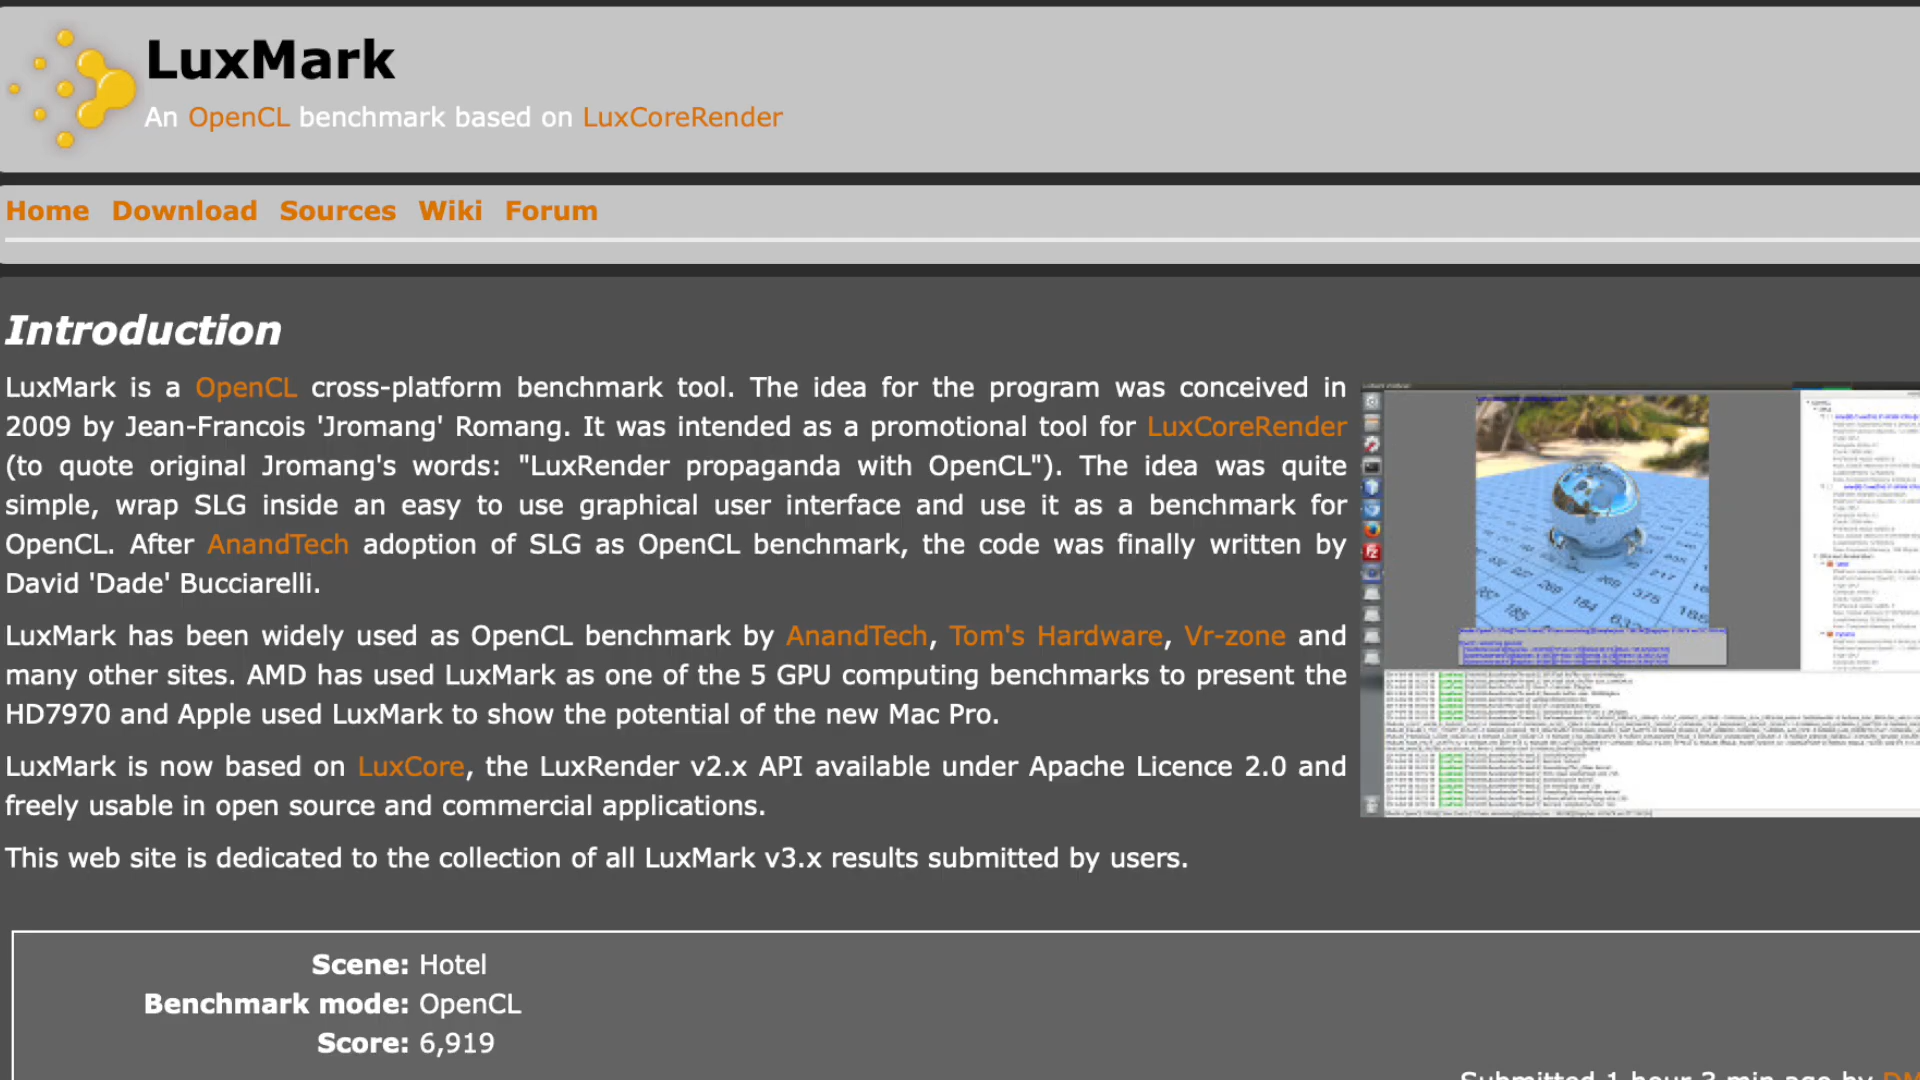 LuxMark
An OpenCL benchmark based on LuxCoreRender
Home Download Sources Wiki Forum
Introduction
LuxMark is a OpenCL cross-platform benchmark tool. The idea for the program was conceived in
2009 by Jean-Francois 'Jromang' Romang. It was intended as a promotional tool for LuxCoreRender
(to quote original Jromang's words: "LuxRender propaganda with OpenCL"). The idea was quite
simple, wrap SLG inside an easy to use graphical user interface and use it as a benchmark for
OpenCL. After AnandTech adoption of SLG as OpenCL benchmark, the code was finally written by
David 'Dade' Bucciarelli.
LuxMark has been widely used as OpenCL benchmark by AnandTech, Tom's Hardware, Vr-zone and
many other sites. AMD has used LuxMark as one of the 5 GPU computing benchmarks to present the
HD7970 and Apple used LuxMark to show the potential of the new Mac Pro.
LuxMark is now based on LuxCore, the LuxRender v2.x API available under Apache Licence 2.0 and
freely usable in open source and commercial applications.
This web site is dedicated to the collection of all LuxMark v3.x results submitted by users.
Scene: Hotel
Benchmark mode: OpenCL
Score: 6,919
Submitted 1 hour 3 min ago by